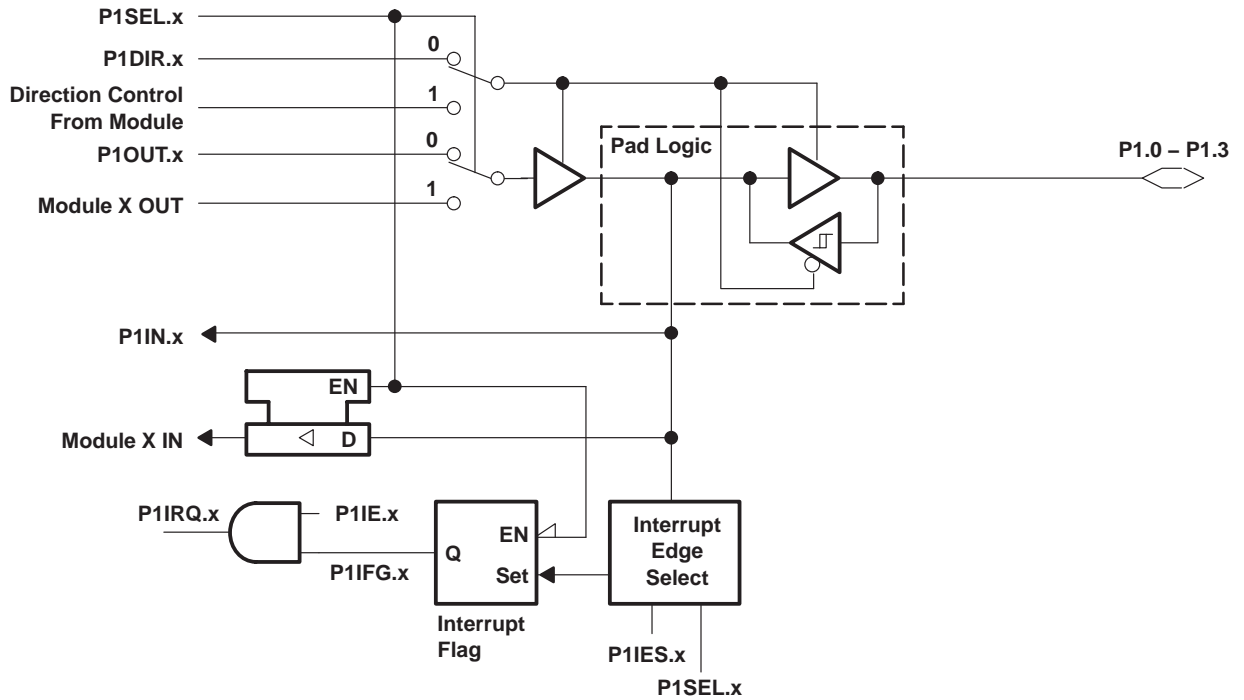 P1SEL.x
P1DIR.x
0
Direction Control
From Module
1
P1OUT.x
0
Module X OUT
1
Pad Logic
P1.0 – P1.3
P1IN.x
EN
Module X IN
D
P1IRQ.x
P1IE.x
P1IFG.x
Q
EN
Set
Interrupt
Flag
Interrupt
Edge
Select
P1IES.x
P1SEL.x